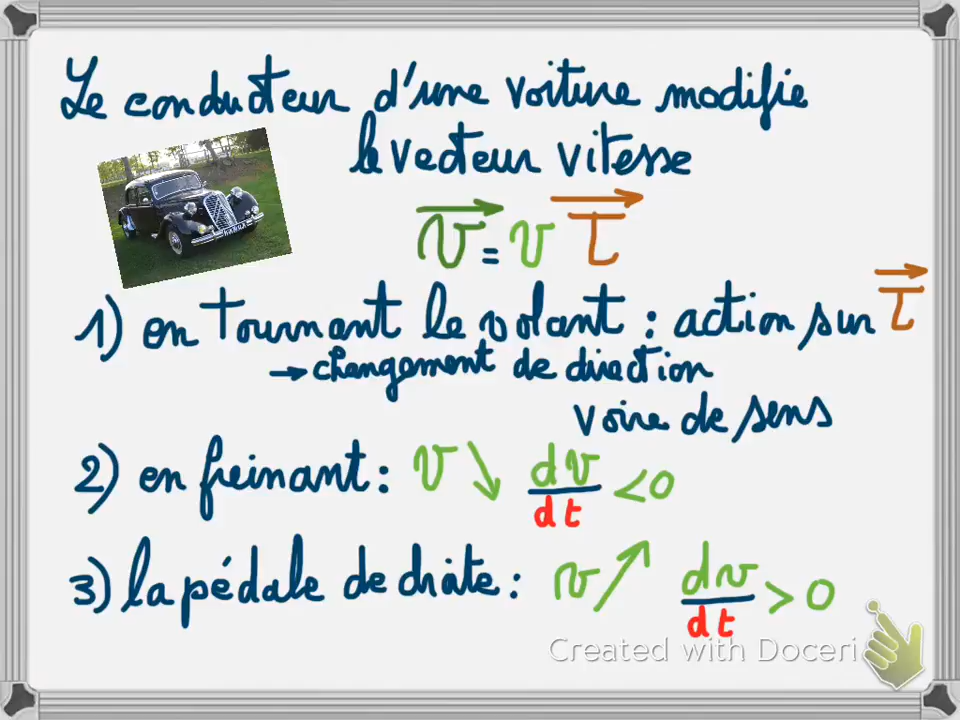 Le conducteur d'une voiture modifie
le vecteur vitesse
v⃗ = v τ⃗
1) en tournant le volant : action sur τ⃗
→ changement de direction
voire de sens
2) en freinant : v ↘ dv/dt < 0
3) la pédale de droite : v ↗ dv/dt > 0
Created with Doceri